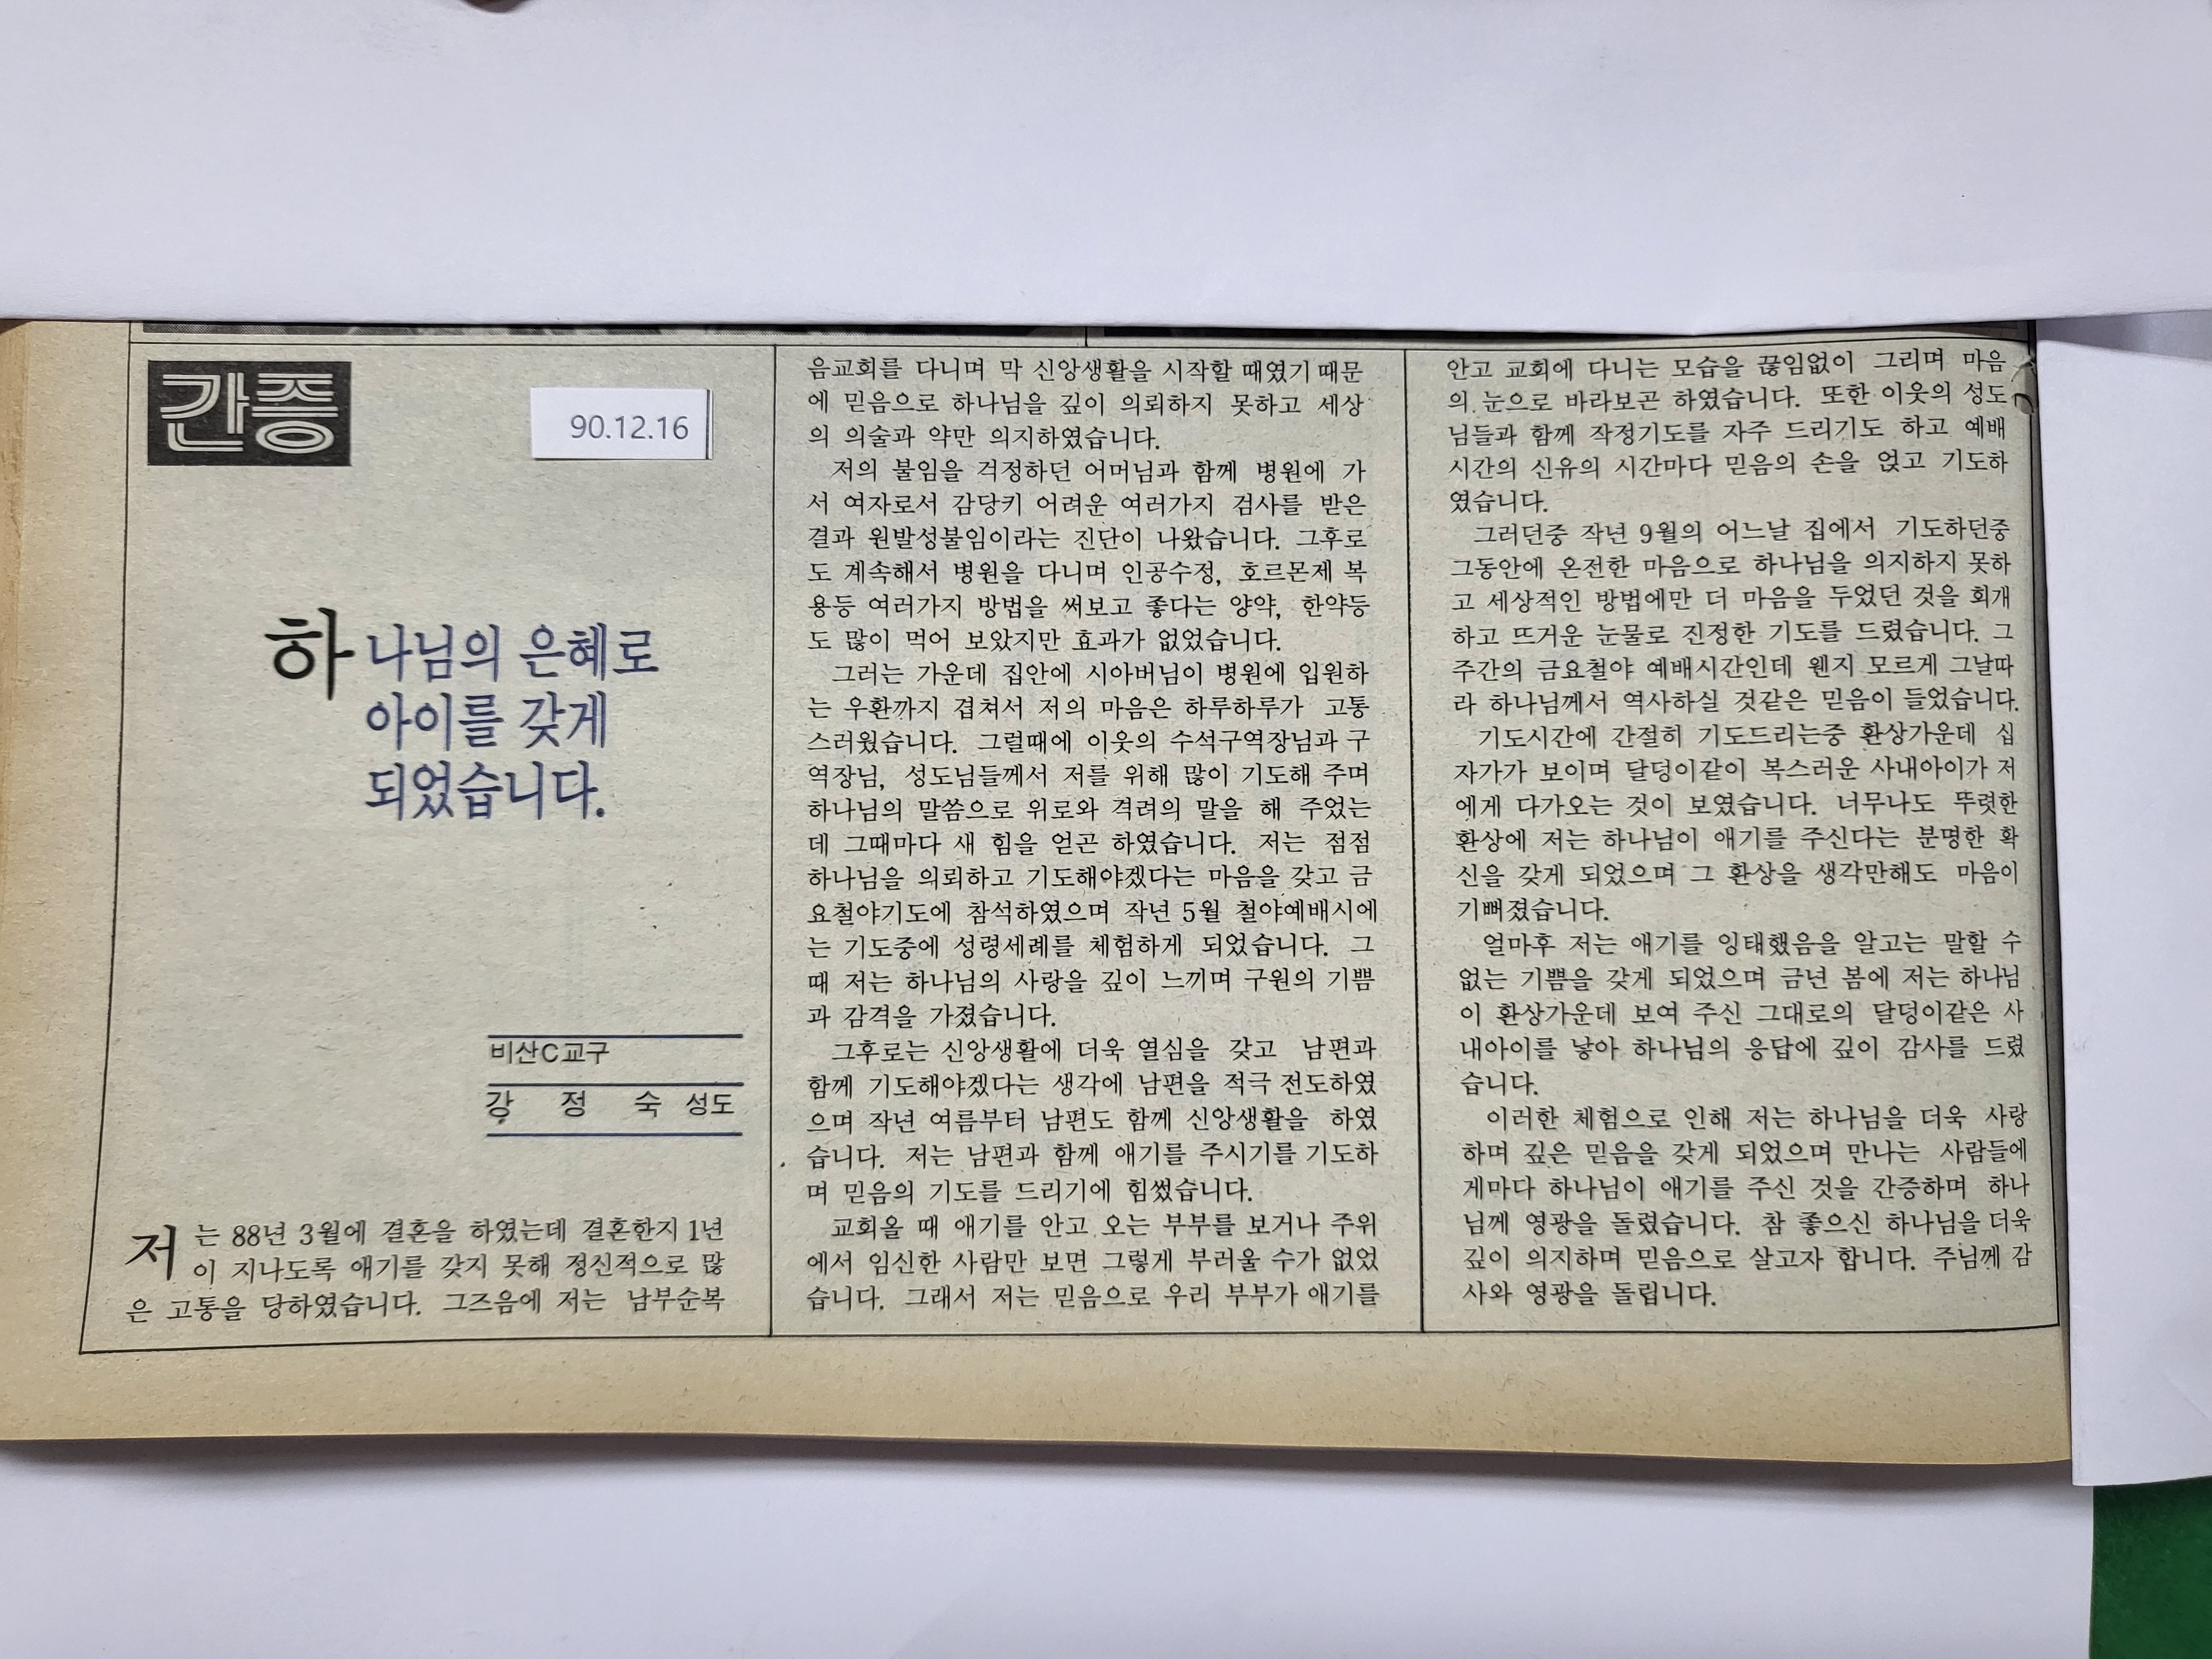 간증
90.12.16
하나님의 은혜로
아이를 갖게
되었습니다.
비산C교구
강 정 숙 성도
저는 88년 3월에 결혼을 하였는데 결혼한지 1년
이 지나도록 애기를 갖지 못해 정신적으로 많
은 고통을 당하였습니다. 그즈음에 저는 남부순복
음교회를 다니며 막 신앙생활을 시작할 때였기 때문
에 믿음으로 하나님을 깊이 의뢰하지 못하고 세상
의 의술과 약만 의지하였습니다.
저의 불임을 걱정하던 어머님과 함께 병원에 가
서 여자로서 감당키 어려운 여러가지 검사를 받은
결과 원발성불임이라는 진단이 나왔습니다. 그후로
도 계속해서 병원을 다니며 인공수정, 호르몬제 복
용등 여러가지 방법을 써보고 좋다는 양약, 한약등
도 많이 먹어 보았지만 효과가 없었습니다.
그러는 가운데 집안에 시아버님이 병원에 입원하
는 우환까지 겹쳐서 저의 마음은 하루하루가 고통
스러웠습니다. 그럴때에 이웃의 수석구역장님과 구
역장님, 성도님들께서 저를 위해 많이 기도해 주며
하나님의 말씀으로 위로와 격려의 말을 해 주었는
데 그때마다 새 힘을 얻곤 하였습니다. 저는 점점
하나님을 의뢰하고 기도해야겠다는 마음을 갖고 금
요철야기도에 참석하였으며 작년 5월 철야예배시에
는 기도중에 성령세례를 체험하게 되었습니다. 그
때 저는 하나님의 사랑을 깊이 느끼며 구원의 기쁨
과 감격을 가졌습니다.
그후로는 신앙생활에 더욱 열심을 갖고 남편과
함께 기도해야겠다는 생각에 남편을 적극 전도하였
으며 작년 여름부터 남편도 함께 신앙생활을 하였
습니다. 저는 남편과 함께 애기를 주시기를 기도하
며 믿음의 기도를 드리기에 힘썼습니다.
교회올 때 애기를 안고 오는 부부를 보거나 주위
에서 임신한 사람만 보면 그렇게 부러울 수가 없었
습니다. 그래서 저는 믿음으로 우리 부부가 애기를
안고 교회에 다니는 모습을 끊임없이 그리며 마음
의 눈으로 바라보곤 하였습니다. 또한 이웃의 성도
님들과 함께 작정기도를 자주 드리기도 하고 예배
시간의 신유의 시간마다 믿음의 손을 얹고 기도하
였습니다.
그러던중 작년 9월의 어느날 집에서 기도하던중
그동안에 온전한 마음으로 하나님을 의지하지 못하
고 세상적인 방법에만 더 마음을 두었던 것을 회개
하고 뜨거운 눈물로 진정한 기도를 드렸습니다. 그
주간의 금요철야 예배시간인데 웬지 모르게 그날따
라 하나님께서 역사하실 것같은 믿음이 들었습니다.
기도시간에 간절히 기도드리는중 환상가운데 십
자가가 보이며 달덩이같이 복스러운 사내아이가 저
에게 다가오는 것이 보였습니다. 너무나도 뚜렷한
환상에 저는 하나님이 애기를 주신다는 분명한 확
신을 갖게 되었으며 그 환상을 생각만해도 마음이
기뻐졌습니다.
얼마후 저는 애기를 잉태했음을 알고는 말할 수
없는 기쁨을 갖게 되었으며 금년 봄에 저는 하나님
이 환상가운데 보여 주신 그대로의 달덩이같은 사
내아이를 낳아 하나님의 응답에 깊이 감사를 드렸
습니다.
이러한 체험으로 인해 저는 하나님을 더욱 사랑
하며 깊은 믿음을 갖게 되었으며 만나는 사람들에
게마다 하나님이 애기를 주신 것을 간증하며 하나
님께 영광을 돌렸습니다. 참 좋으신 하나님을 더욱
깊이 의지하며 믿음으로 살고자 합니다. 주님께 감
사와 영광을 돌립니다.